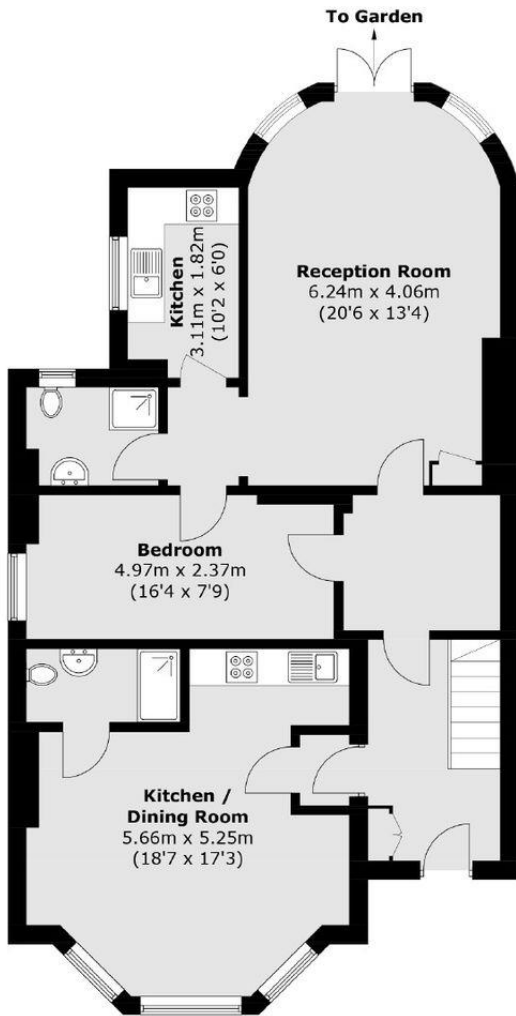 To Garden
Kitchen
3.11m x 1.82m
(10'2 x 6'0)
Reception Room
6.24m x 4.06m
(20'6 x 13'4)
Bedroom
4.97m x 2.37m
(16'4 x 7'9)
Kitchen /
Dining Room
5.66m x 5.25m
(18'7 x 17'3)